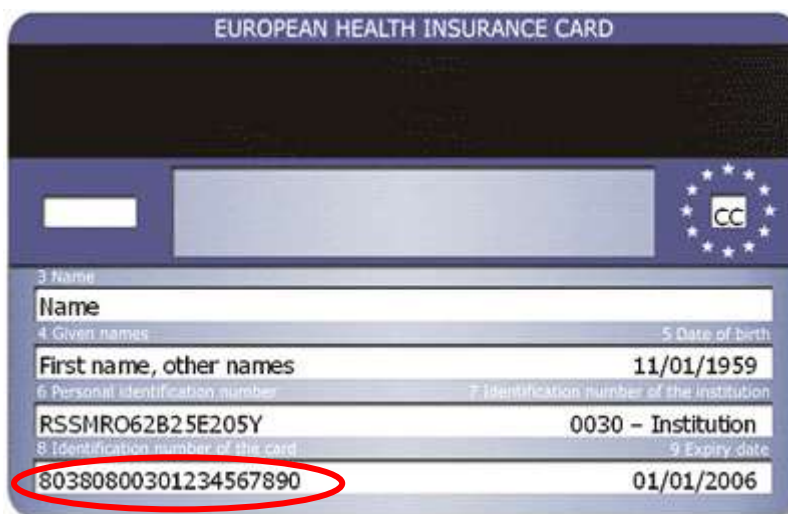 EUROPEAN HEALTH INSURANCE CARD
CC
3 Name
Name
4 Given names 5 Date of birth
First name, other names 11/01/1959
6 Personal identification number 7 Identification number of the institution
RSSMRO62B25E205Y 0030 – Institution
8 Identification number of the card 9 Expiry date
80380800301234567890 01/01/2006